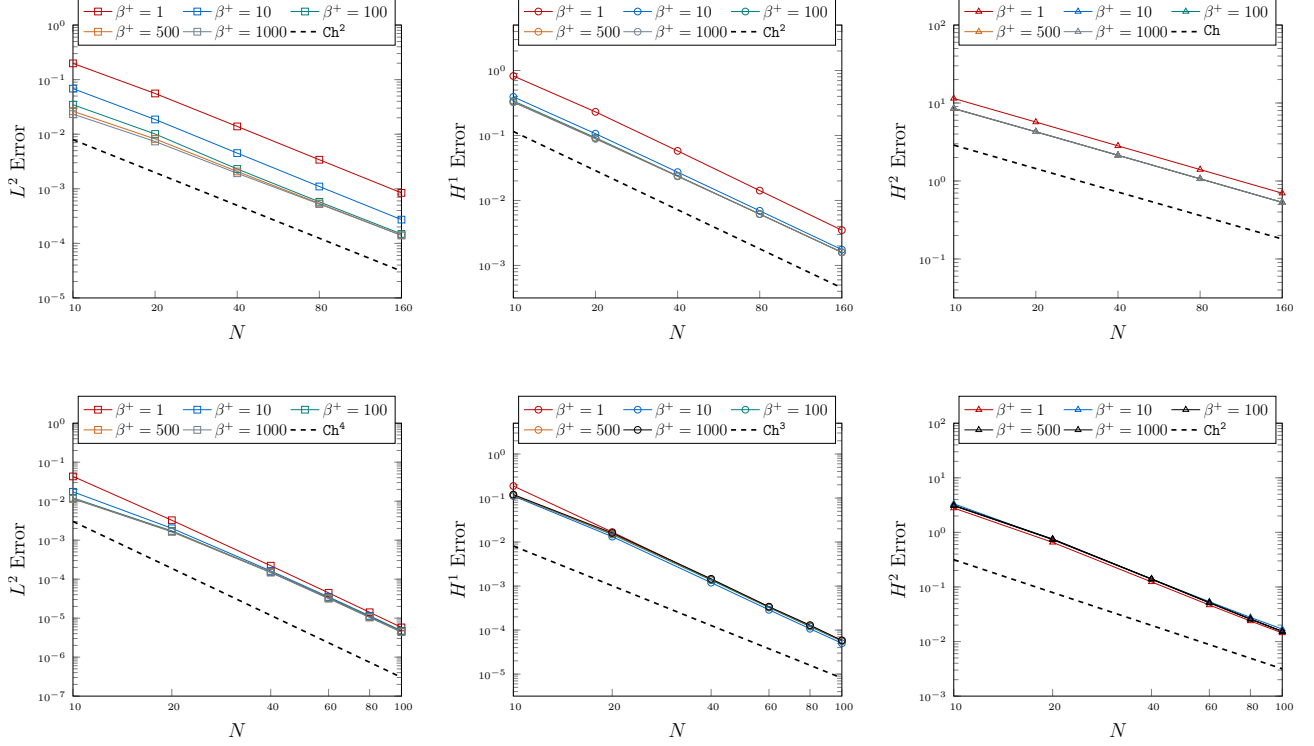 β⁺ = 1 β⁺ = 10 β⁺ = 100
β⁺ = 500 β⁺ = 1000 Ch²
10⁰
10⁻¹
10⁻²
10⁻³
10⁻⁴
10⁻⁵
L² Error
10 20 40 80 160
N
β⁺ = 1 β⁺ = 10 β⁺ = 100
β⁺ = 500 β⁺ = 1000 Ch²
10⁰
10⁻¹
10⁻²
10⁻³
H¹ Error
10 20 40 80 160
N
β⁺ = 1 β⁺ = 10 β⁺ = 100
β⁺ = 500 β⁺ = 1000 Ch
10²
10¹
10⁰
10⁻¹
H² Error
10 20 40 80 160
N
β⁺ = 1 β⁺ = 10 β⁺ = 100
β⁺ = 500 β⁺ = 1000 Ch⁴
10⁰
10⁻¹
10⁻²
10⁻³
10⁻⁴
10⁻⁵
10⁻⁶
10⁻⁷
L² Error
10 20 40 60 80 100
N
β⁺ = 1 β⁺ = 10 β⁺ = 100
β⁺ = 500 β⁺ = 1000 Ch³
10⁰
10⁻¹
10⁻²
10⁻³
10⁻⁴
10⁻⁵
H¹ Error
10 20 40 60 80 100
N
β⁺ = 1 β⁺ = 10 β⁺ = 100
β⁺ = 500 β⁺ = 1000 Ch²
10²
10¹
10⁰
10⁻¹
10⁻²
10⁻³
H² Error
10 20 40 60 80 100
N